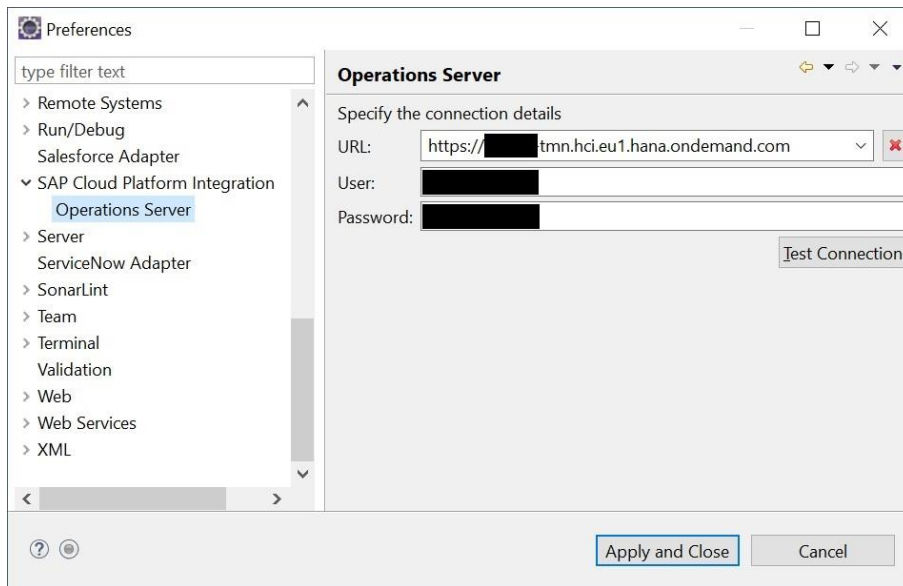 Preferences
type filter text
Remote Systems
Run/Debug
Salesforce Adapter
SAP Cloud Platform Integration
Operations Server
Server
ServiceNow Adapter
SonarLint
Team
Terminal
Validation
Web
Web Services
XML
Operations Server
Specify the connection details
URL: https:// -tmn.hci.eu1.hana.ondemand.com
User:
Password:
Test Connection
Apply and Close
Cancel